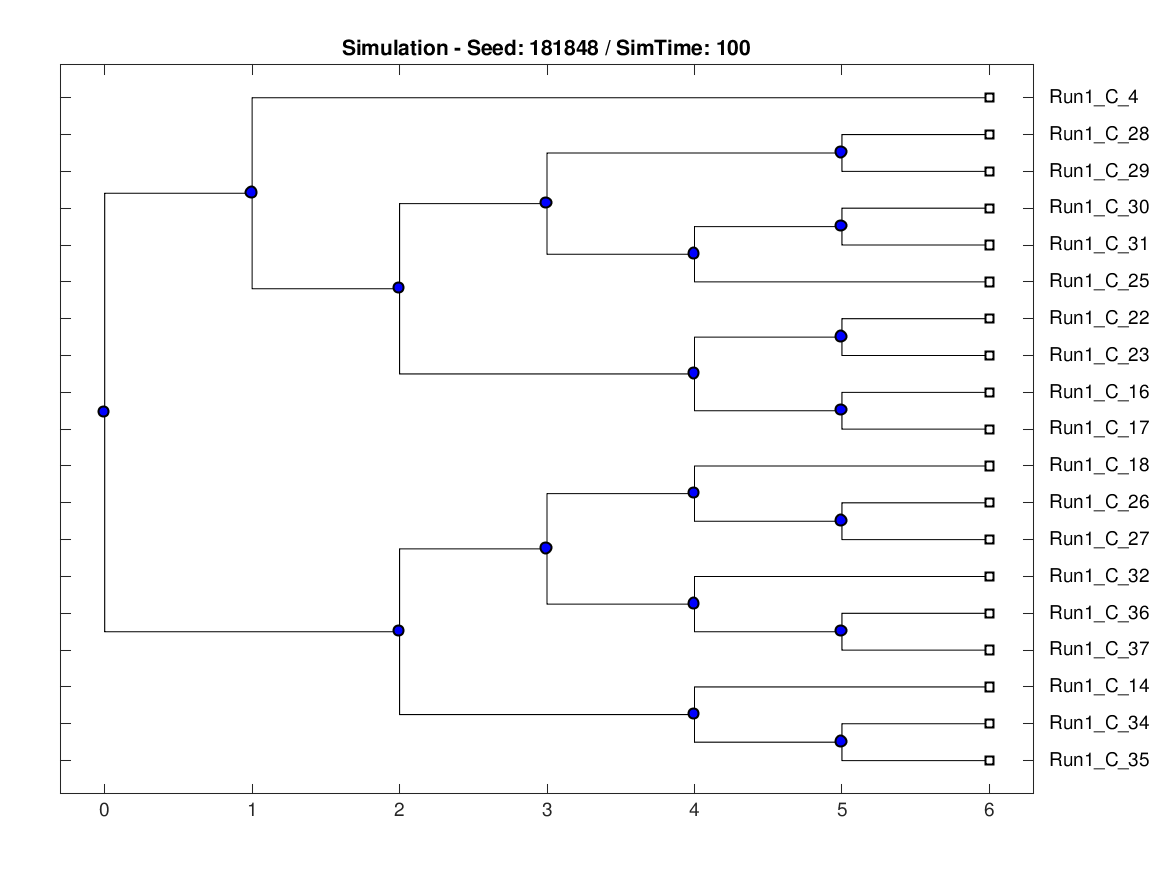 Simulation - Seed: 181848 / SimTime: 100
Run1_C_4
Run1_C_28
Run1_C_29
Run1_C_30
Run1_C_31
Run1_C_25
Run1_C_22
Run1_C_23
Run1_C_16
Run1_C_17
Run1_C_18
Run1_C_26
Run1_C_27
Run1_C_32
Run1_C_36
Run1_C_37
Run1_C_14
Run1_C_34
Run1_C_35
0 1 2 3 4 5 6